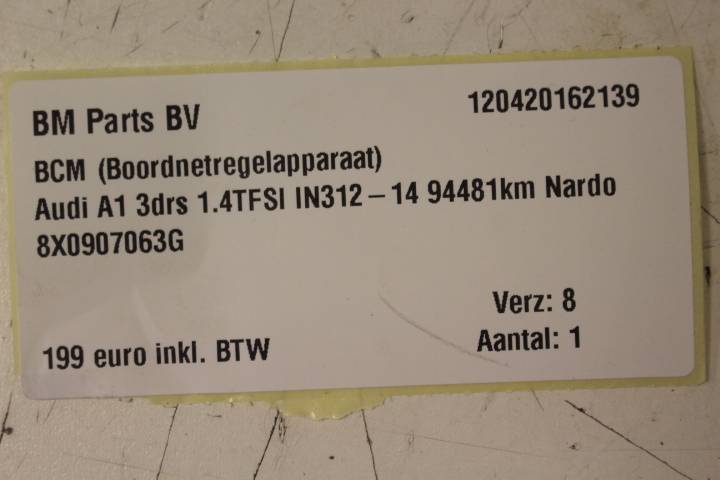 BM Parts BV
120420162139
BCM (Boordnetregelapparaat)
Audi A1 3drs 1.4TFSI IN312 – 14 94481km Nardo
8X0907063G
Verz: 8
199 euro inkl. BTW
Aantal: 1